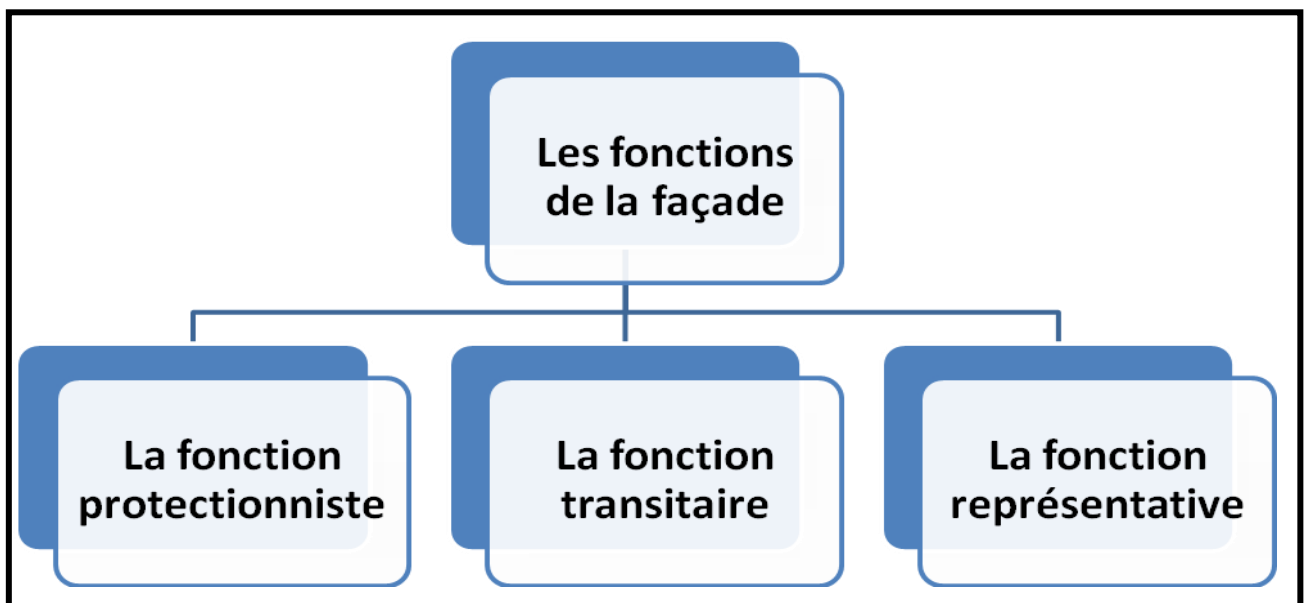 Les fonctions
de la façade
La fonction
protectionniste
La fonction
transitaire
La fonction
représentative